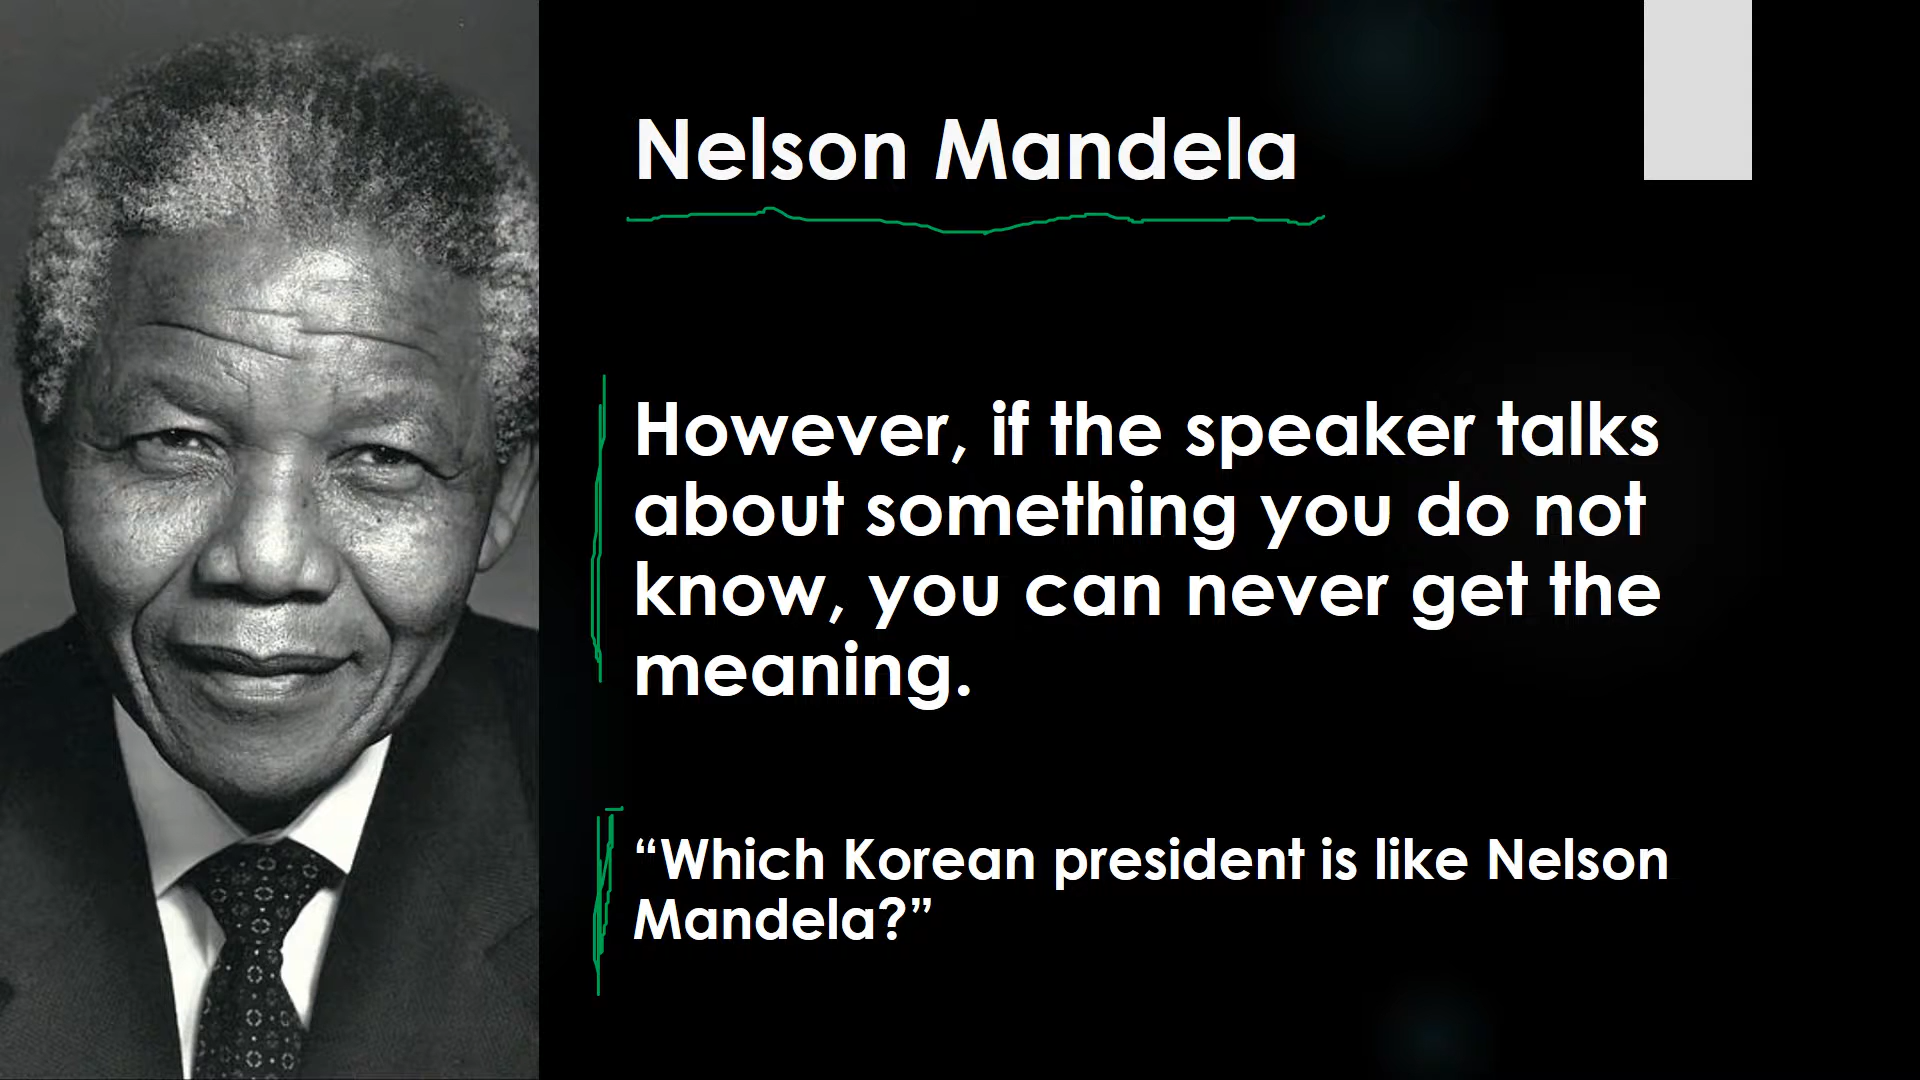 Nelson Mandela
However, if the speaker talks
about something you do not
know, you can never get the
meaning.
“Which Korean president is like Nelson
Mandela?”